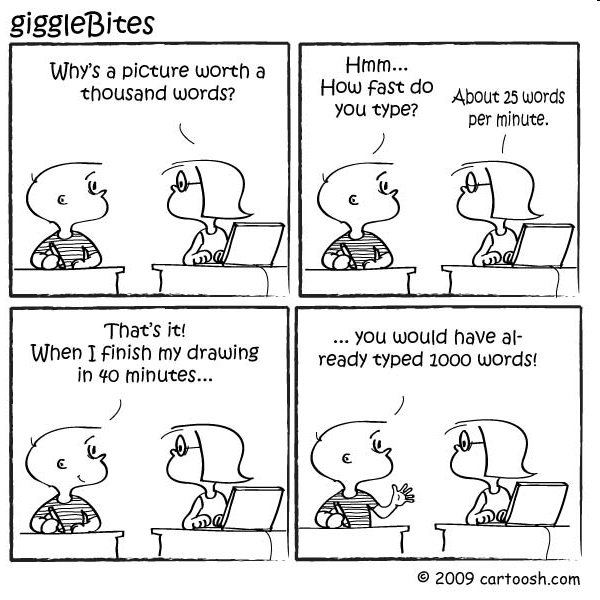 giggleBites
Why's a picture worth a
thousand words?
Hmm...
How fast do
you type?
About 25 words
per minute.
That's it!
When I finish my drawing
in 40 minutes...
... you would have al-
ready typed 1000 words!
© 2009 cartoosh.com